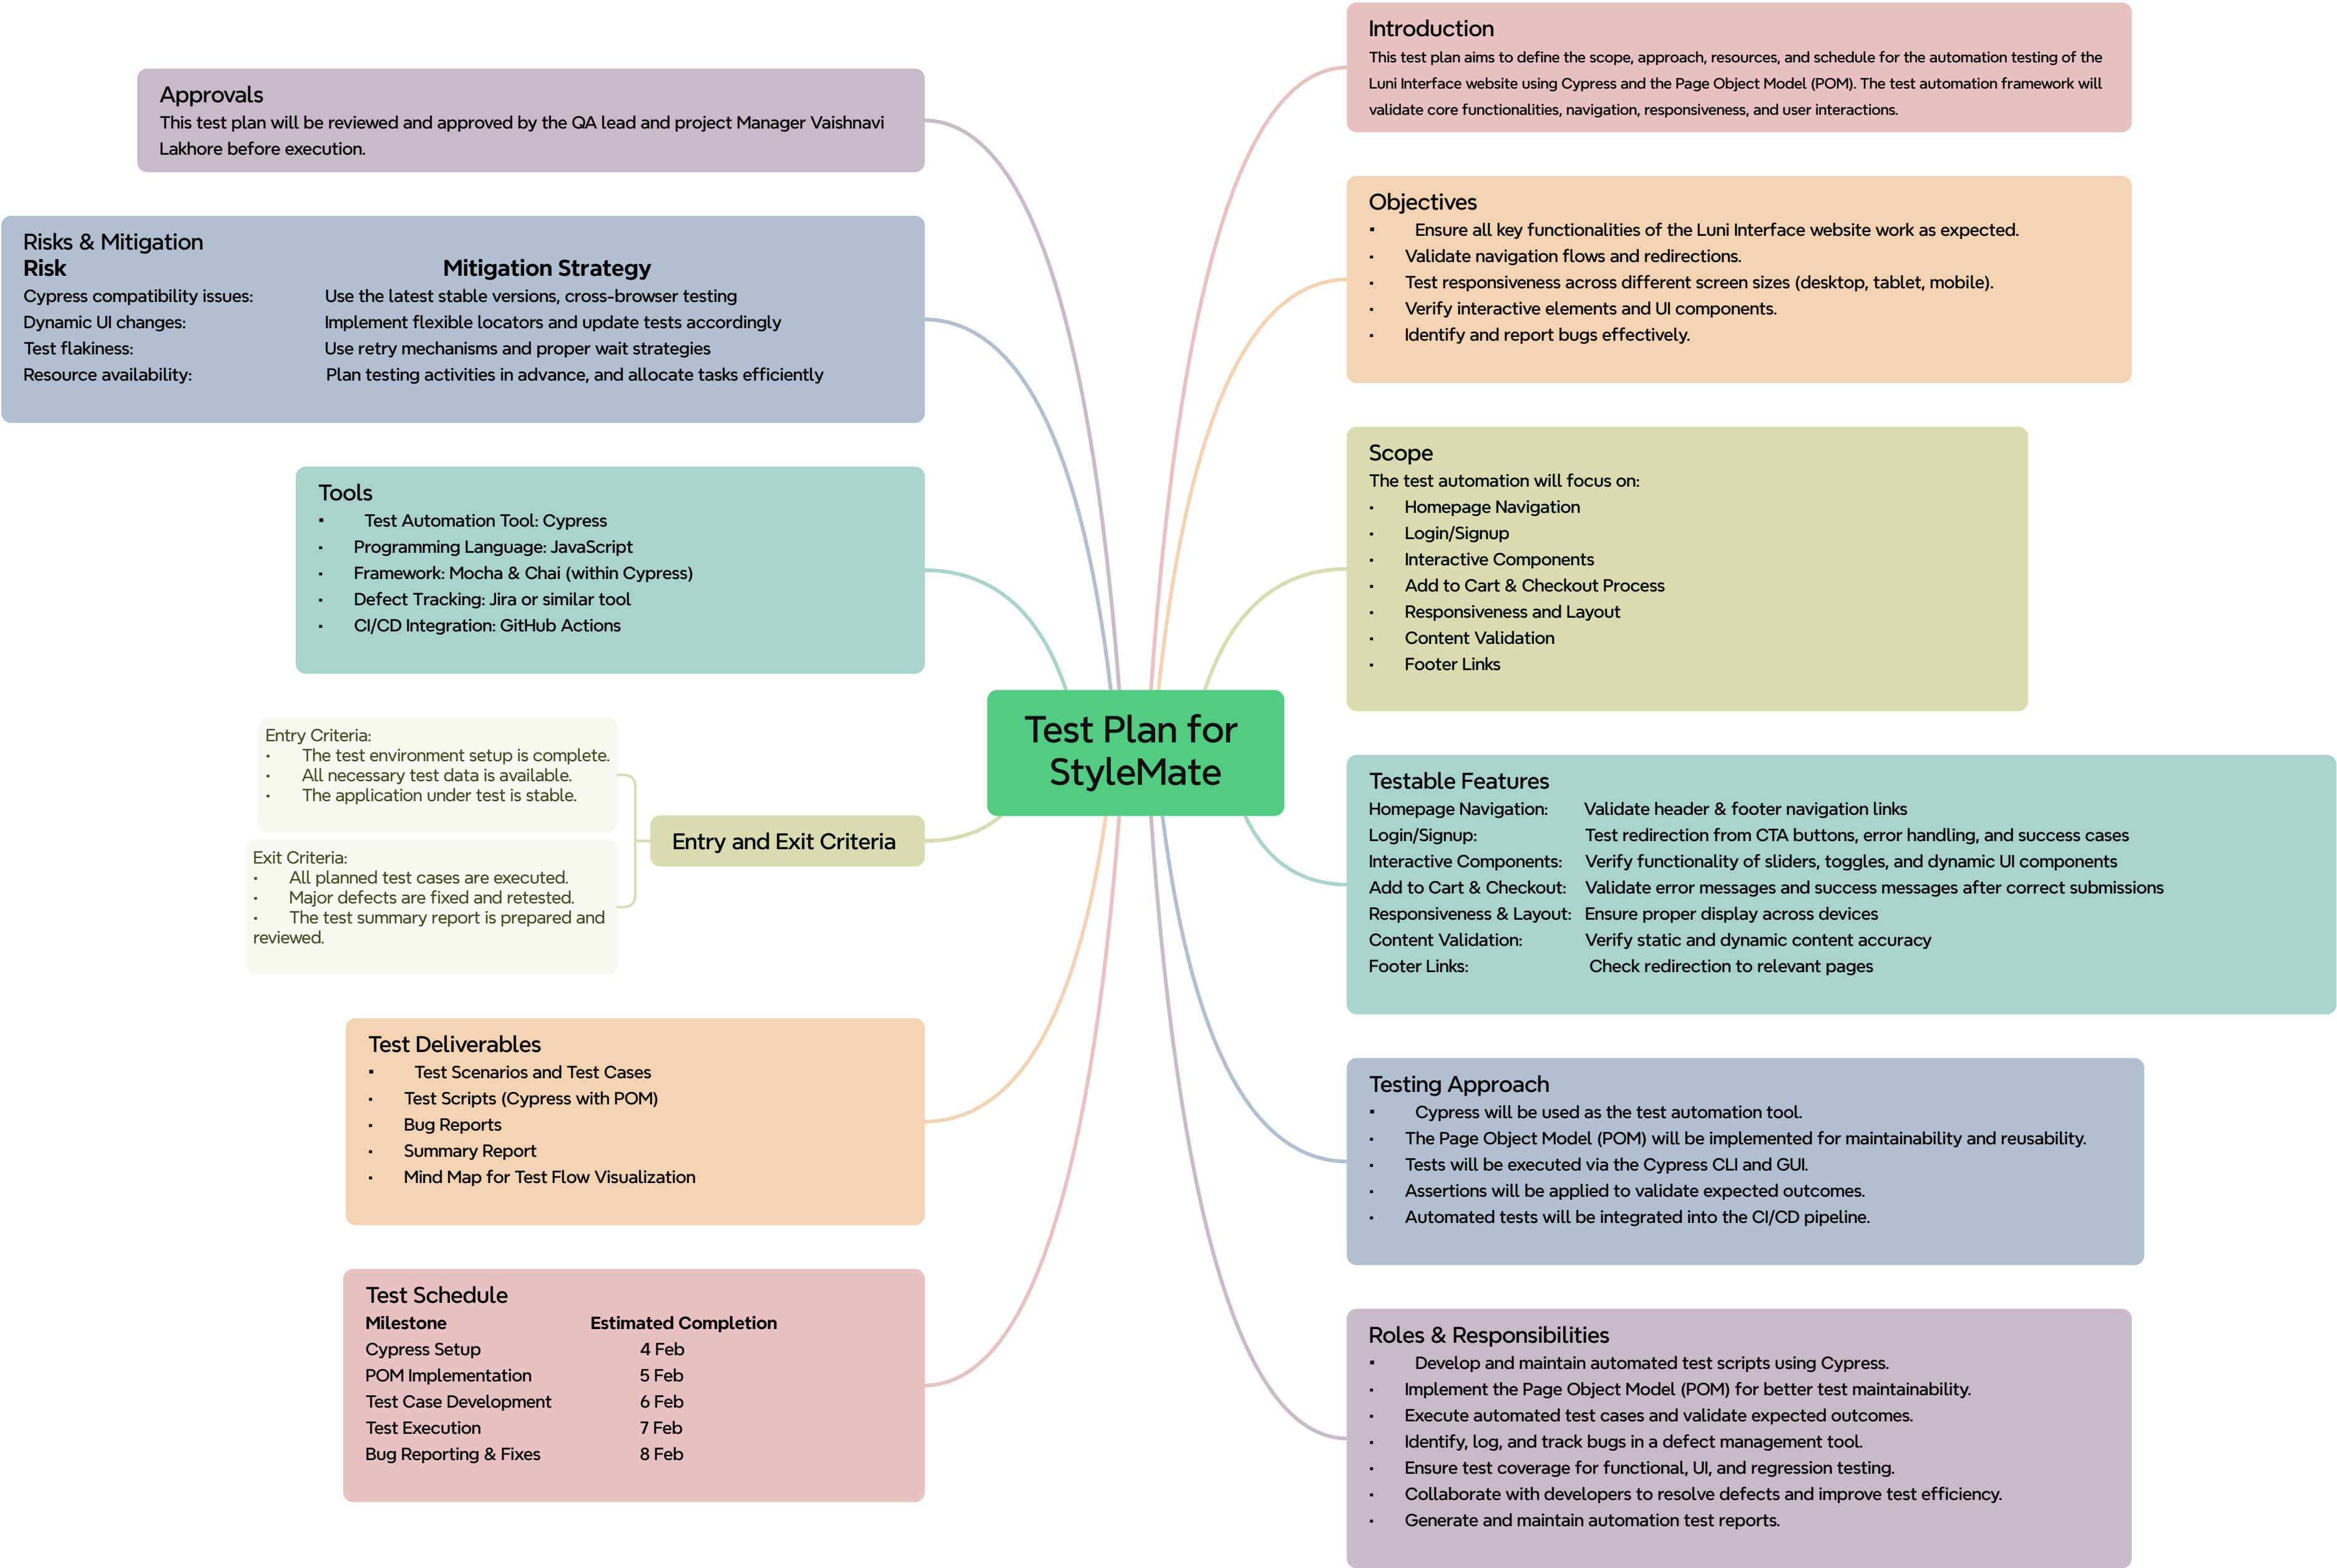 Test Plan for
StyleMate
Introduction
This test plan aims to define the scope, approach, resources, and schedule for the automation testing of the
Luni Interface website using Cypress and the Page Object Model (POM). The test automation framework will
validate core functionalities, navigation, responsiveness, and user interactions.
Objectives
▪ Ensure all key functionalities of the Luni Interface website work as expected.
▪ Validate navigation flows and redirections.
▪ Test responsiveness across different screen sizes (desktop, tablet, mobile).
▪ Verify interactive elements and UI components.
▪ Identify and report bugs effectively.
Scope
The test automation will focus on:
▪ Homepage Navigation
▪ Login/Signup
▪ Interactive Components
▪ Add to Cart & Checkout Process
▪ Responsiveness and Layout
▪ Content Validation
▪ Footer Links
Testable Features
Homepage Navigation: Validate header & footer navigation links
Login/Signup: Test redirection from CTA buttons, error handling, and success cases
Interactive Components: Verify functionality of sliders, toggles, and dynamic UI components
Add to Cart & Checkout: Validate error messages and success messages after correct submissions
Responsiveness & Layout: Ensure proper display across devices
Content Validation: Verify static and dynamic content accuracy
Footer Links: Check redirection to relevant pages
Testing Approach
▪ Cypress will be used as the test automation tool.
▪ The Page Object Model (POM) will be implemented for maintainability and reusability.
▪ Tests will be executed via the Cypress CLI and GUI.
▪ Assertions will be applied to validate expected outcomes.
▪ Automated tests will be integrated into the CI/CD pipeline.
Roles & Responsibilities
▪ Develop and maintain automated test scripts using Cypress.
▪ Implement the Page Object Model (POM) for better test maintainability.
▪ Execute automated test cases and validate expected outcomes.
▪ Identify, log, and track bugs in a defect management tool.
▪ Ensure test coverage for functional, UI, and regression testing.
▪ Collaborate with developers to resolve defects and improve test efficiency.
▪ Generate and maintain automation test reports.
Approvals
This test plan will be reviewed and approved by the QA lead and project Manager Vaishnavi
Lakhore before execution.
Risks & Mitigation
Risk Mitigation Strategy
Cypress compatibility issues: Use the latest stable versions, cross-browser testing
Dynamic UI changes: Implement flexible locators and update tests accordingly
Test flakiness: Use retry mechanisms and proper wait strategies
Resource availability: Plan testing activities in advance, and allocate tasks efficiently
Tools
▪ Test Automation Tool: Cypress
▪ Programming Language: JavaScript
▪ Framework: Mocha & Chai (within Cypress)
▪ Defect Tracking: Jira or similar tool
▪ CI/CD Integration: GitHub Actions
Entry and Exit Criteria
Entry Criteria:
▪ The test environment setup is complete.
▪ All necessary test data is available.
▪ The application under test is stable.
Exit Criteria:
▪ All planned test cases are executed.
▪ Major defects are fixed and retested.
▪ The test summary report is prepared and
reviewed.
Test Deliverables
▪ Test Scenarios and Test Cases
▪ Test Scripts (Cypress with POM)
▪ Bug Reports
▪ Summary Report
▪ Mind Map for Test Flow Visualization
Test Schedule
Milestone Estimated Completion
Cypress Setup 4 Feb
POM Implementation 5 Feb
Test Case Development 6 Feb
Test Execution 7 Feb
Bug Reporting & Fixes 8 Feb